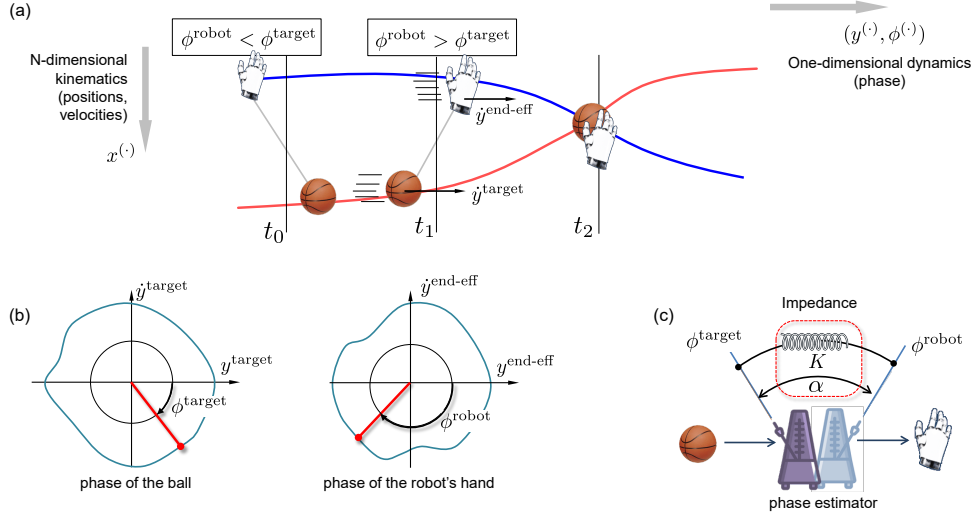 (a)
ϕ^robot < ϕ^target
ϕ^robot > ϕ^target
(y^(·), ϕ^(·))
One-dimensional dynamics
(phase)
N-dimensional
kinematics
(positions,
velocities)
x^(·)
ẏ^end-eff
ẏ^target
t_0
t_1
t_2
(b)
ẏ^target
y^target
ϕ^target
phase of the ball
ẏ^end-eff
y^end-eff
ϕ^robot
phase of the robot's hand
(c)
Impedance
ϕ^target
ϕ^robot
K
α
phase estimator